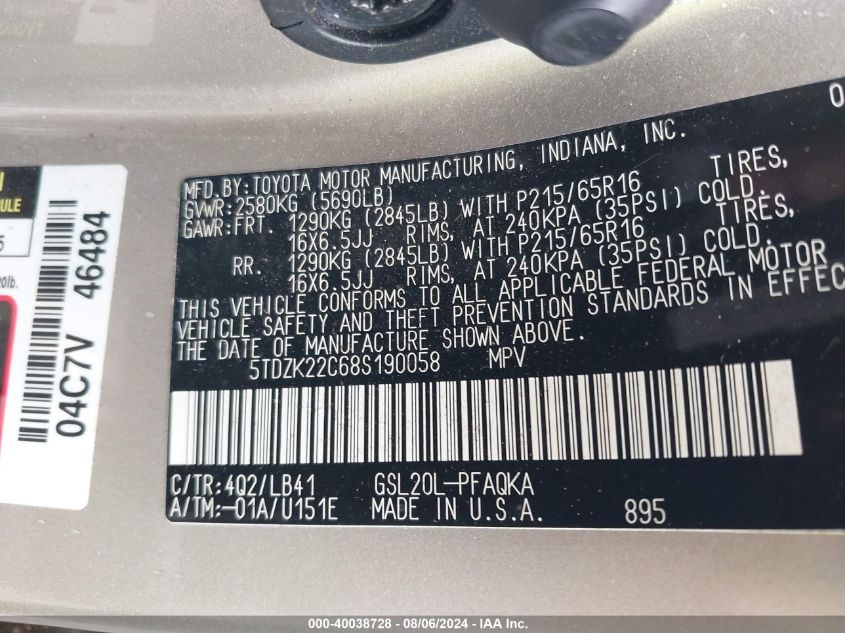 MFD. BY: TOYOTA MOTOR MANUFACTURING, INDIANA, INC.
GVWR: 2580KG (5690LB)
GAWR: FRT. 1290KG (2845LB) WITH P215/65R16 TIRES,
16X6.5JJ RIMS, AT 240KPA (35PSI) COLD.
RR. 1290KG (2845LB) WITH P215/65R16 TIRES,
16X6.5JJ RIMS, AT 240KPA (35PSI) COLD.
THIS VEHICLE CONFORMS TO ALL APPLICABLE FEDERAL MOTOR
VEHICLE SAFETY AND THEFT PREVENTION STANDARDS IN EFFEC
THE DATE OF MANUFACTURE SHOWN ABOVE.
5TDZK22C68S190058 MPV
C/TR: 4Q2/LB41 GSL20L-PFAQKA
A/TM:-01A/U151E MADE IN U.S.A. 895
04C7V 46484
000-40038728 - 08/06/2024 - IAA Inc.